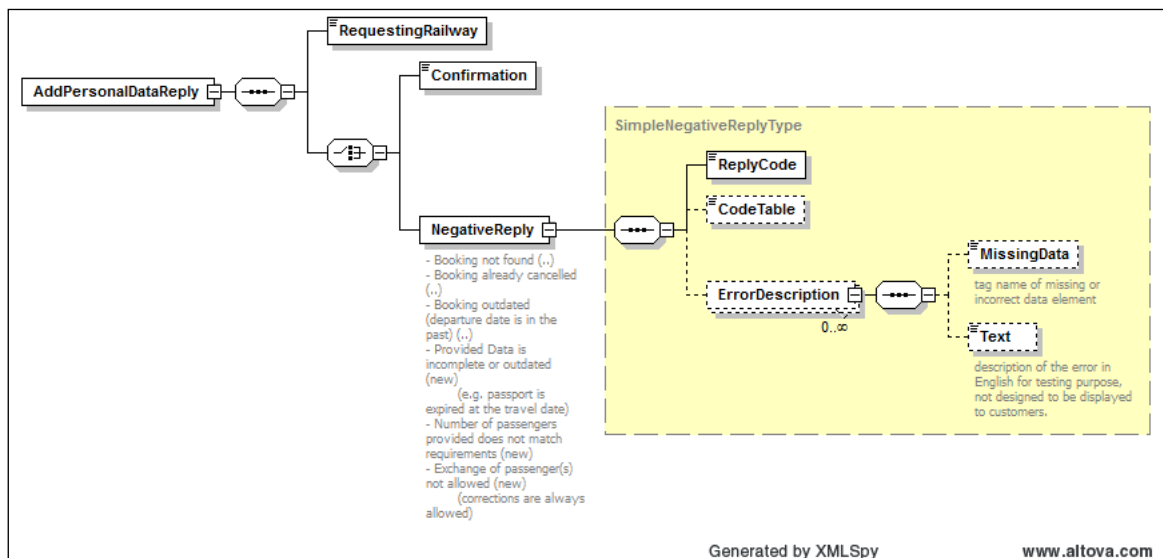 RequestingRailway
AddPersonalDataReply
Confirmation
NegativeReply
- Booking not found (..)
- Booking already cancelled
(..)
- Booking outdated
(departure date is in the
past) (..)
- Provided Data is
incomplete or outdated
(new)
(e.g. passport is
expired at the travel date)
- Number of passengers
provided does not match
requirements (new)
- Exchange of passenger(s)
not allowed (new)
(corrections are always
allowed)
SimpleNegativeReplyType
ReplyCode
CodeTable
ErrorDescription
0..∞
MissingData
tag name of missing or
incorrect data element
Text
description of the error in
English for testing purpose,
not designed to be displayed
to customers.
Generated by XMLSpy
www.altova.com